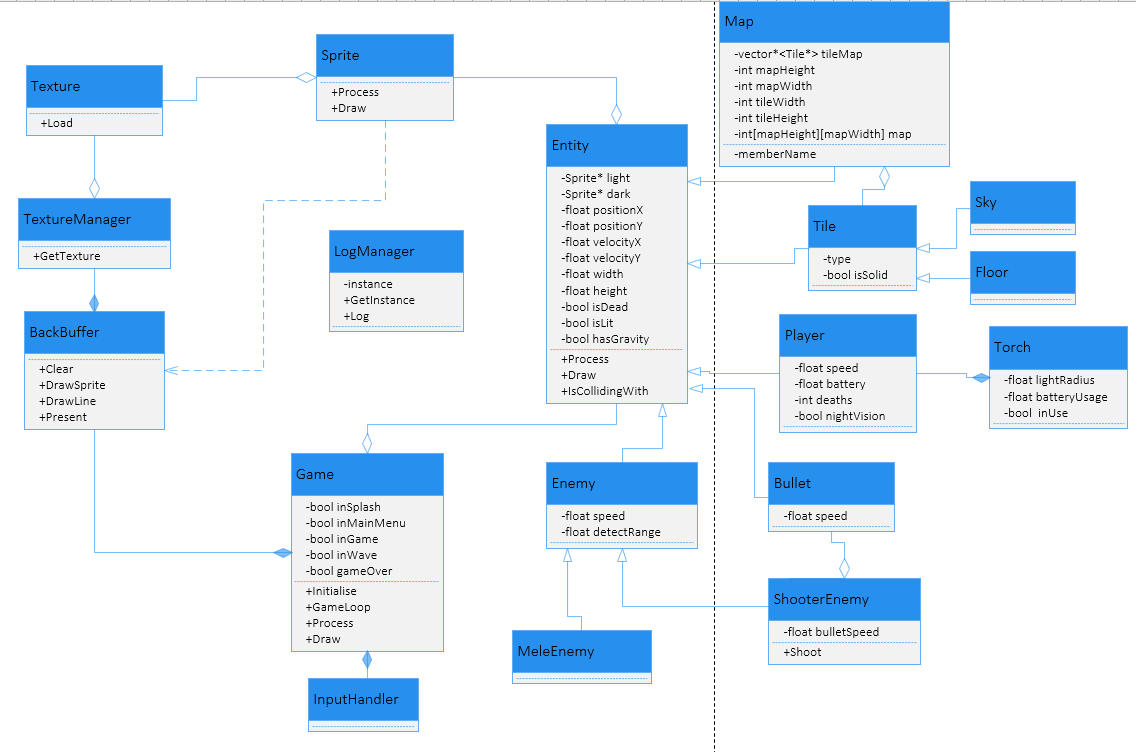 Map
-vector*<Tile*> tileMap
-int mapHeight
-int mapWidth
-int tileWidth
-int tileHeight
-int[mapHeight][mapWidth] map
-memberName
Sprite
+Process
+Draw
Texture
+Load
Entity
-Sprite* light
-Sprite* dark
-float positionX
-float positionY
-float velocityX
-float velocityY
-float width
-float height
-bool isDead
-bool isLit
-bool hasGravity
+Process
+Draw
+IsCollidingWith
TextureManager
+GetTexture
LogManager
-instance
+GetInstance
+Log
Tile
-type
-bool isSolid
Sky
Floor
BackBuffer
+Clear
+DrawSprite
+DrawLine
+Present
Player
-float speed
-float battery
-int deaths
-bool nightVision
Torch
-float lightRadius
-float batteryUsage
-bool  inUse
Game
-bool inSplash
-bool inMainMenu
-bool inGame
-bool inWave
-bool gameOver
+Initialise
+GameLoop
+Process
+Draw
Enemy
-float speed
-float detectRange
Bullet
-float speed
ShooterEnemy
-float bulletSpeed
+Shoot
MeleEnemy
InputHandler